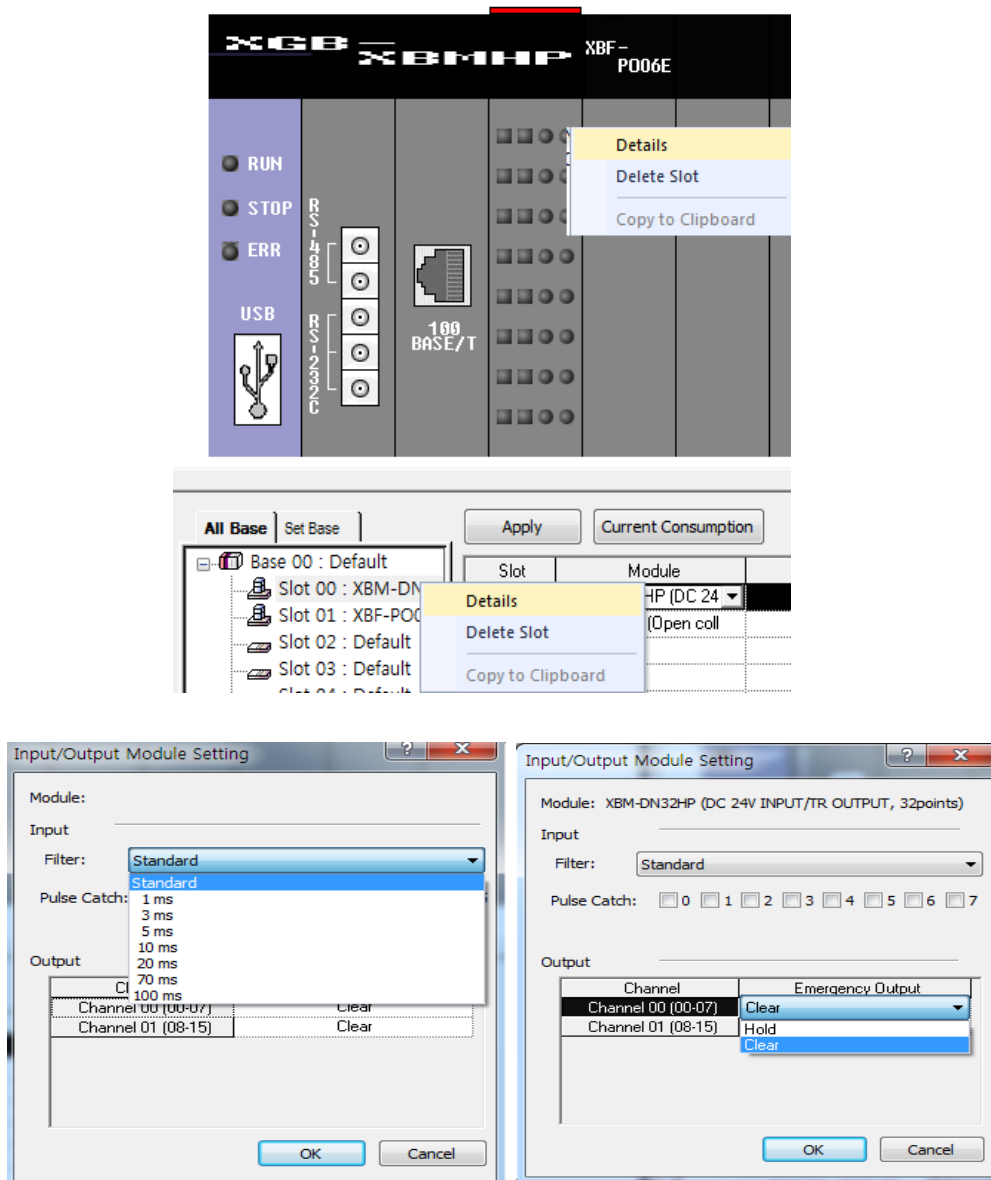 XGB – XBMHP
XBF-
PO06E
RUN
STOP
ERR
USB
RS-485
RS-232C
100
BASE/T
Details
Delete Slot
Copy to Clipboard
All Base
Set Base
Apply
Current Consumption
Base 00 : Default
Slot 00 : XBM-DN
Slot 01 : XBF-PO0
Slot 02 : Default
Slot 03 : Default
Slot
Module
HP (DC 24
(Open coll
Details
Delete Slot
Copy to Clipboard
Input/Output Module Setting
?
X
Module:
Input
Filter:
Standard
Standard
1 ms
3 ms
5 ms
10 ms
20 ms
70 ms
100 ms
Pulse Catch:
Output
Channel 00 (00-07) Clear
Channel 01 (08-15) Clear
OK
Cancel
Input/Output Module Setting
?
X
Module: XBM-DN32HP (DC 24V INPUT/TR OUTPUT, 32points)
Input
Filter: Standard
Pulse Catch: 0 1 2 3 4 5 6 7
Output
Channel Emergency Output
Channel 00 (00-07) Clear
Channel 01 (08-15)
Hold
Clear
OK
Cancel